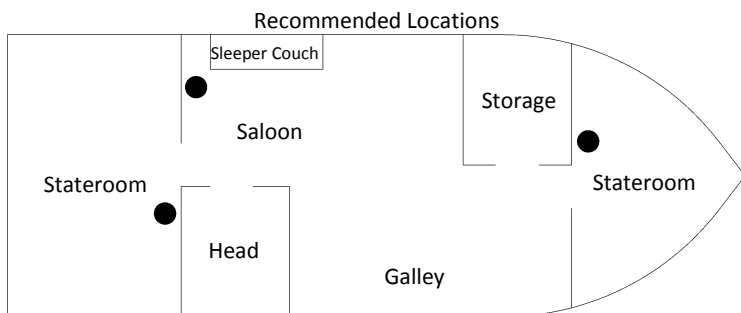 Recommended Locations
Sleeper Couch
Storage
Saloon
Stateroom
Stateroom
Head
Galley